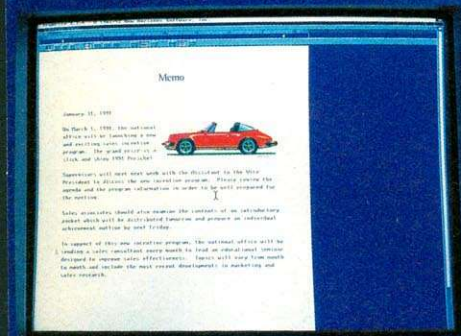 Memo
January 31, 1991
On March 1, 1991, the national
office will be launching a new
and exciting sales incentive
program. The grand prize is a
slick and shiny 1991 Porsche!
Supervisors will meet next week with the Assistant to the Vice
President to discuss the new incentive program. Please review the
agenda and the program information in order to be well prepared for
the meeting.
Sales associates should also examine the contents of an introductory
packet which will be distributed tomorrow and prepare an individual
achievement outline by next Friday.
In support of this new incentive program, the national office will be
sending a sales consultant every month to lead an educational seminar
designed to improve sales effectiveness. Topics will vary from month
to month and include the most recent developments in marketing and
sales research.